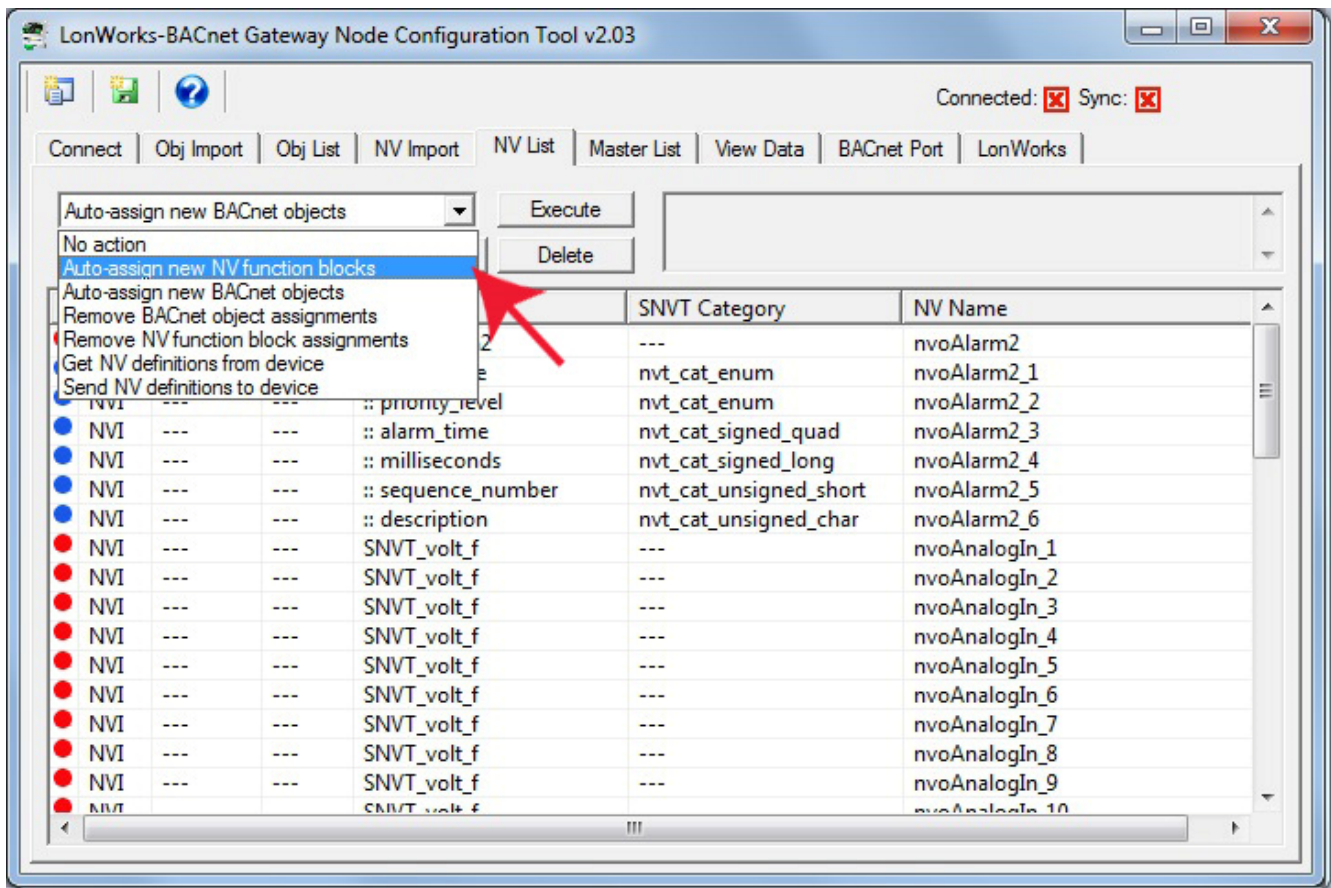 LonWorks-BACnet Gateway Node Configuration Tool v2.03
Connected: Sync:
Connect Obj Import Obj List NV Import NV List Master List View Data BACnet Port LonWorks
Auto-assign new BACnet objects Execute
No action
Delete
Auto-assign new NV function blocks
Auto-assign new BACnet objects
Remove BACnet object assignments
Remove NV function block assignments
Get NV definitions from device
Send NV definitions to device
SNVT Category NV Name
2 --- nvoAlarm2
e nvt_cat_enum nvoAlarm2_1
NVI --- --- :: priority_level nvt_cat_enum nvoAlarm2_2
NVI --- --- :: alarm_time nvt_cat_signed_quad nvoAlarm2_3
NVI --- --- :: milliseconds nvt_cat_signed_long nvoAlarm2_4
NVI --- --- :: sequence_number nvt_cat_unsigned_short nvoAlarm2_5
NVI --- --- :: description nvt_cat_unsigned_char nvoAlarm2_6
NVI --- --- SNVT_volt_f --- nvoAnalogIn_1
NVI --- --- SNVT_volt_f --- nvoAnalogIn_2
NVI --- --- SNVT_volt_f --- nvoAnalogIn_3
NVI --- --- SNVT_volt_f --- nvoAnalogIn_4
NVI --- --- SNVT_volt_f --- nvoAnalogIn_5
NVI --- --- SNVT_volt_f --- nvoAnalogIn_6
NVI --- --- SNVT_volt_f --- nvoAnalogIn_7
NVI --- --- SNVT_volt_f --- nvoAnalogIn_8
NVI --- --- SNVT_volt_f --- nvoAnalogIn_9
NVI SNVT_volt_f nvoAnalogIn_10